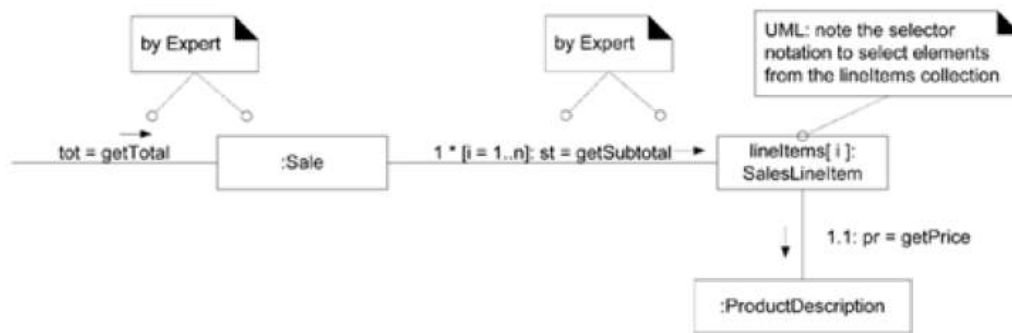 by Expert
by Expert
UML: note the selector
notation to select elements
from the lineItems collection
tot = getTotal
:Sale
1 * [i = 1..n]: st = getSubtotal
lineItems[ i ]:
SalesLineItem
1.1: pr = getPrice
:ProductDescription